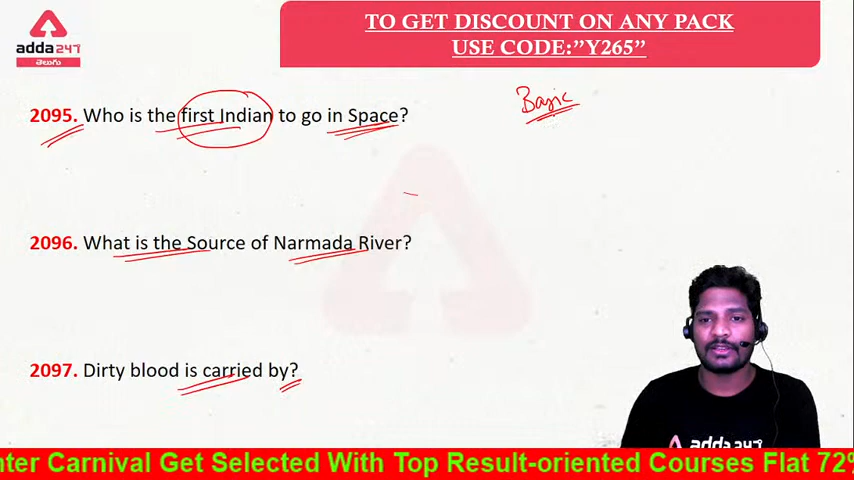 TO GET DISCOUNT ON ANY PACK
USE CODE:”Y265”
adda247
తెలుగు
2095. Who is the first Indian to go in Space?
Basic
2096. What is the Source of Narmada River?
2097. Dirty blood is carried by?
adda247
nter Carnival Get Selected With Top Result-oriented Courses Flat 72%